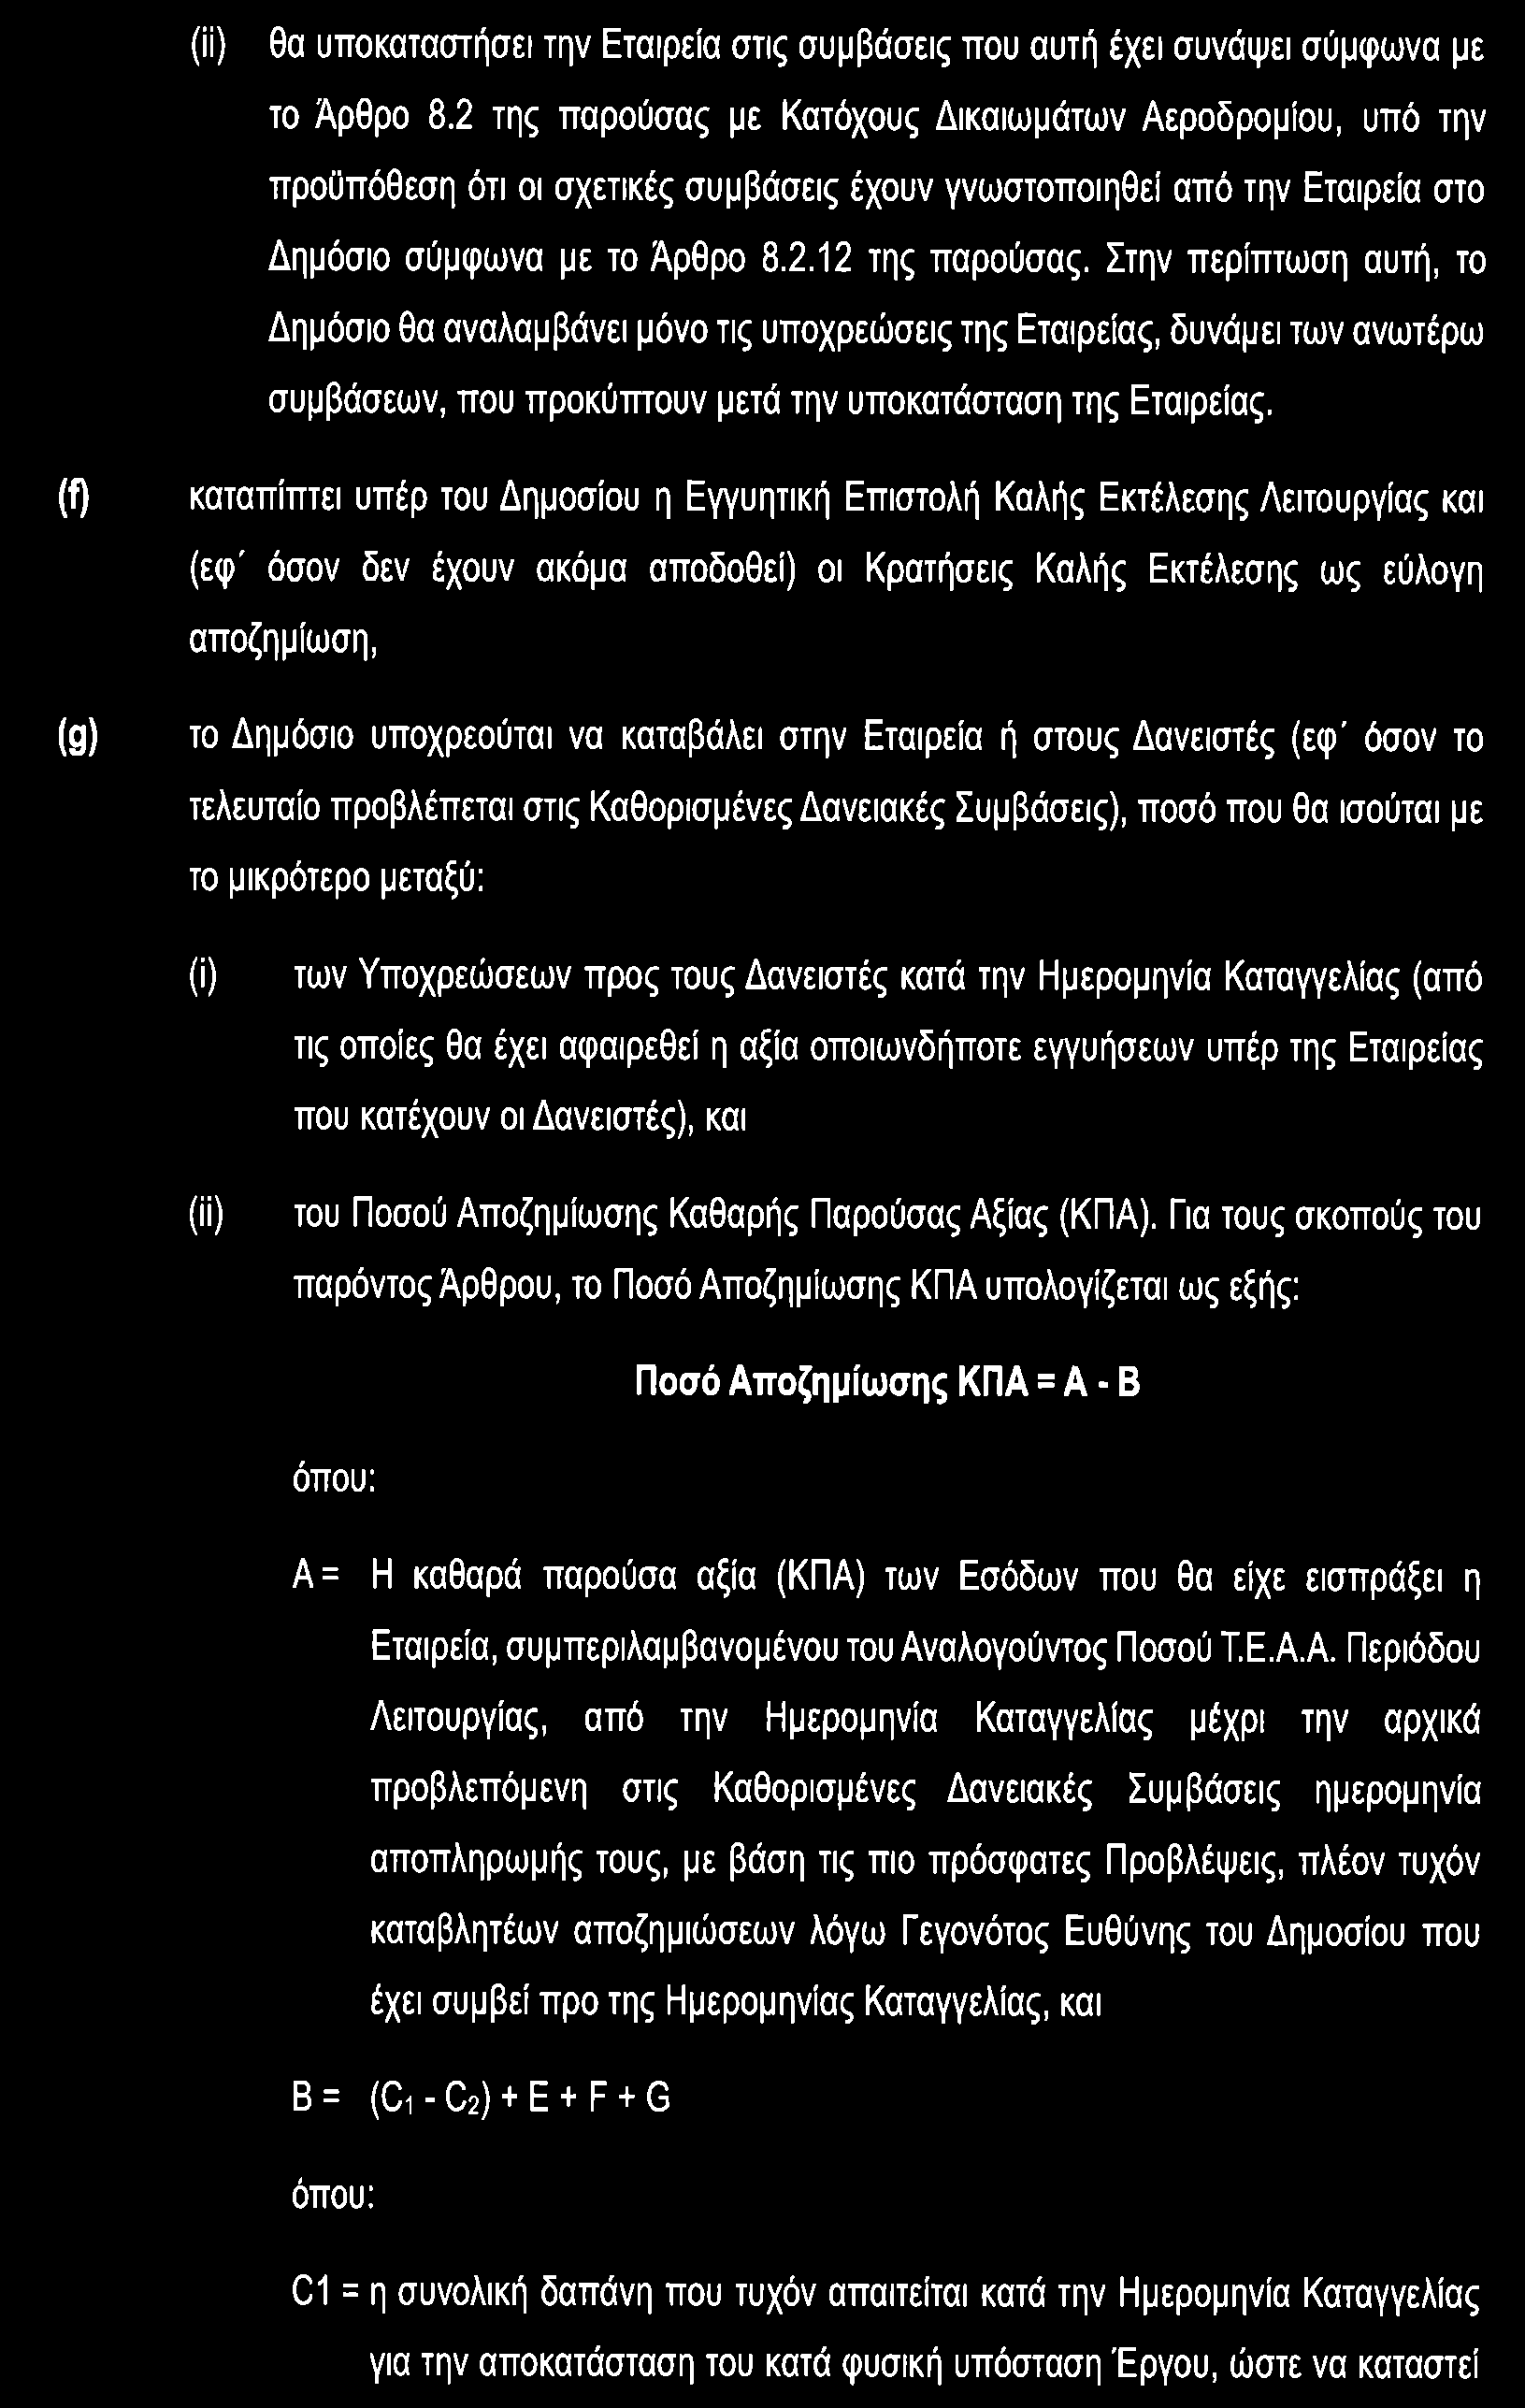 (ii) θα υποκαταστήσει την Εταιρεία στις συμβάσεις που αυτή έχει συνάψει σύμφωνα με
το Άρθρο 8.2 της παρούσας με Κατόχους Δικαιωμάτων Αεροδρομίου, υπό την
προϋπόθεση ότι οι σχετικές συμβάσεις έχουν γνωστοποιηθεί από την Εταιρεία στο
Δημόσιο σύμφωνα με το Άρθρο 8.2.12 της παρούσας. Στην περίπτωση αυτή, το
Δημόσιο θα αναλαμβάνει μόνο τις υποχρεώσεις της Εταιρείας, δυνάμει των ανωτέρω
συμβάσεων, που προκύπτουν μετά την υποκατάσταση της Εταιρείας.
(f) καταπίπτει υπέρ του Δημοσίου η Εγγυητική Επιστολή Καλής Εκτέλεσης Λειτουργίας και
(εφ΄ όσον δεν έχουν ακόμα αποδοθεί) οι Κρατήσεις Καλής Εκτέλεσης ως εύλογη
αποζημίωση,
(g) το Δημόσιο υποχρεούται να καταβάλει στην Εταιρεία ή στους Δανειστές (εφ΄ όσον το
τελευταίο προβλέπεται στις Καθορισμένες Δανειακές Συμβάσεις), ποσό που θα ισούται με
το μικρότερο μεταξύ:
(i) των Υποχρεώσεων προς τους Δανειστές κατά την Ημερομηνία Καταγγελίας (από
τις οποίες θα έχει αφαιρεθεί η αξία οποιωνδήποτε εγγυήσεων υπέρ της Εταιρείας
που κατέχουν οι Δανειστές), και
(ii) του Ποσού Αποζημίωσης Καθαρής Παρούσας Αξίας (ΚΠΑ). Για τους σκοπούς του
παρόντος Άρθρου, το Ποσό Αποζημίωσης ΚΠΑ υπολογίζεται ως εξής:
Ποσό Αποζημίωσης ΚΠΑ = Α - Β
όπου:
Α = Η καθαρά παρούσα αξία (ΚΠΑ) των Εσόδων που θα είχε εισπράξει η
Εταιρεία, συμπεριλαμβανομένου του Αναλογούντος Ποσού Τ.Ε.Α.Α. Περιόδου
Λειτουργίας, από την Ημερομηνία Καταγγελίας μέχρι την αρχικά
προβλεπόμενη στις Καθορισμένες Δανειακές Συμβάσεις ημερομηνία
αποπληρωμής τους, με βάση τις πιο πρόσφατες Προβλέψεις, πλέον τυχόν
καταβλητέων αποζημιώσεων λόγω Γεγονότος Ευθύνης του Δημοσίου που
έχει συμβεί προ της Ημερομηνίας Καταγγελίας, και
Β = (C1 - C2) + E + F + G
όπου:
C1 = η συνολική δαπάνη που τυχόν απαιτείται κατά την Ημερομηνία Καταγγελίας
για την αποκατάσταση του κατά φυσική υπόσταση Έργου, ώστε να καταστεί